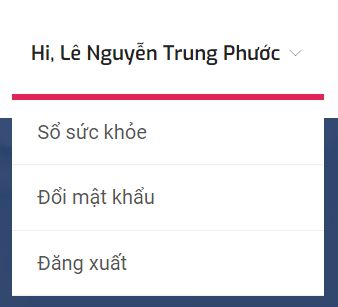 Hi, Lê Nguyễn Trung Phước
Sổ sức khỏe
Đổi mật khẩu
Đăng xuất